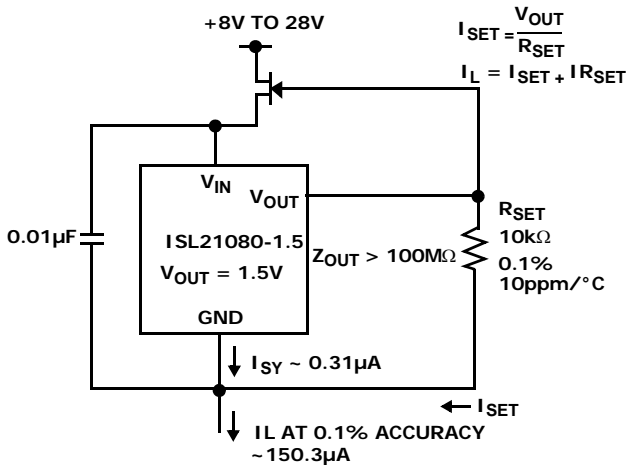 +8V TO 28V
I_SET = V_OUT / R_SET
I_L = I_SET + IR_SET
V_IN
V_OUT
0.01µF
ISL21080-1.5
V_OUT = 1.5V
GND
Z_OUT > 100MΩ
R_SET
10kΩ
0.1%
10ppm/°C
I_SY ~ 0.31µA
I_SET
IL AT 0.1% ACCURACY
~150.3µA